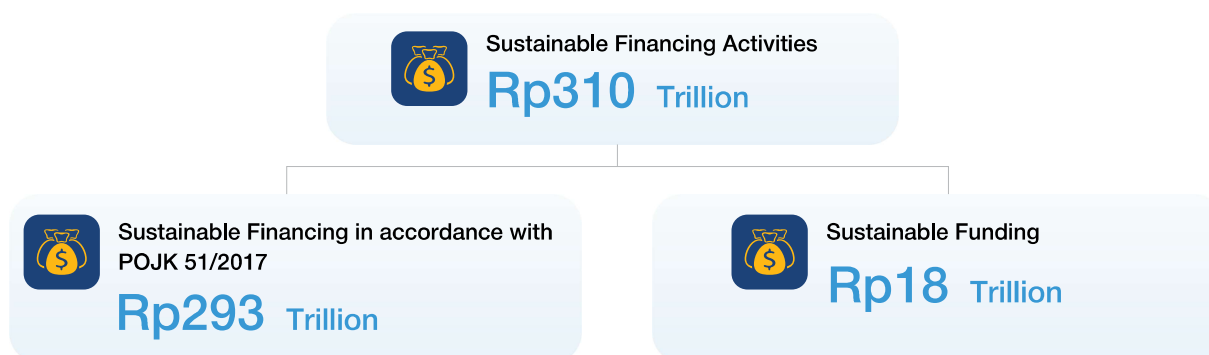 Sustainable Financing Activities
Rp310 Trillion
Sustainable Financing in accordance with
POJK 51/2017
Rp293 Trillion
Sustainable Funding
Rp18 Trillion